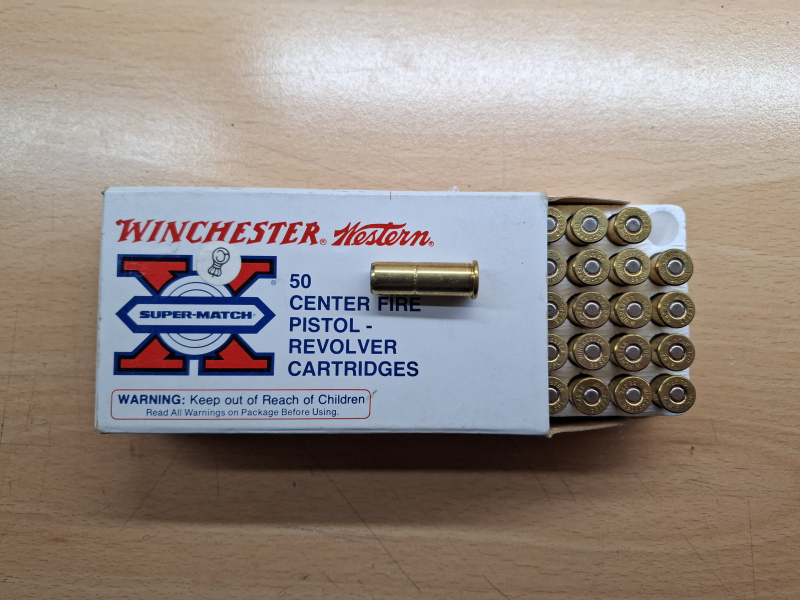 WINCHESTER® Western®
SUPER-MATCH
®
50
CENTER FIRE
PISTOL -
REVOLVER
CARTRIDGES
WARNING: Keep out of Reach of Children
Read All Warnings on Package Before Using.